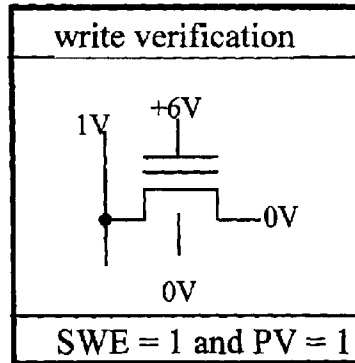 write verification
+6V
1V
0V
0V
SWE = 1 and PV = 1